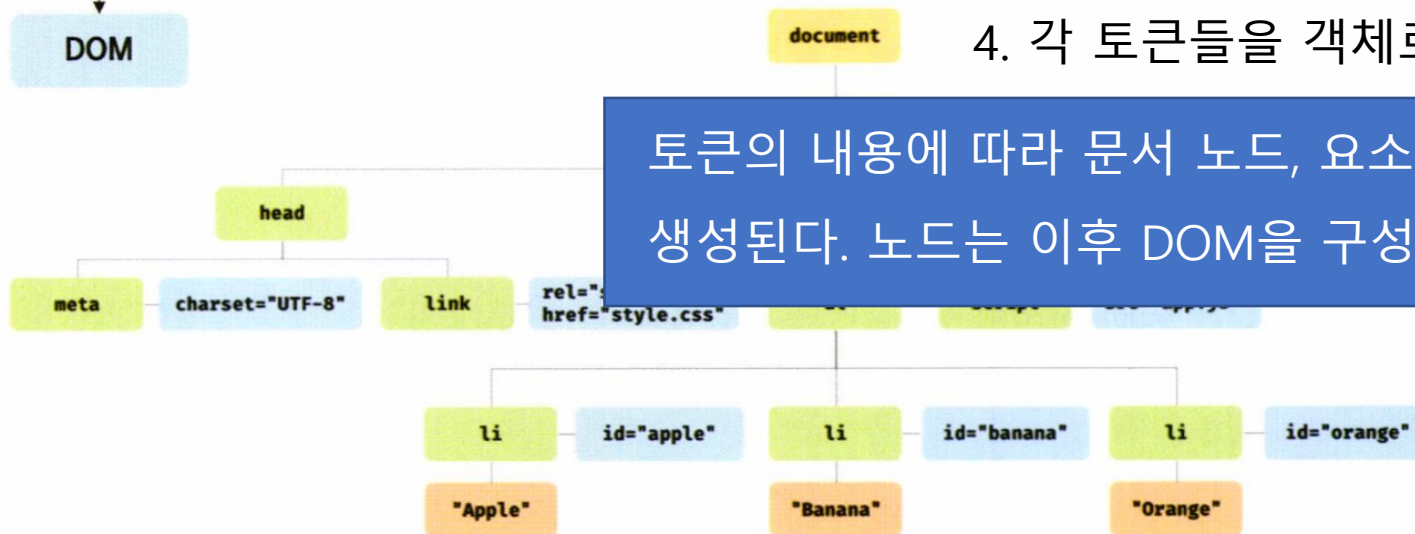 DOM
document
4. 각 토큰들을 객체
토큰의 내용에 따라 문서 노드, 요소
생성된다. 노드는 이후 DOM을 구성
head
meta
charset="UTF-8"
link
rel="
href="style.css"
li
id="apple"
li
id="banana"
li
id="orange"
"Apple"
"Banana"
"Orange"